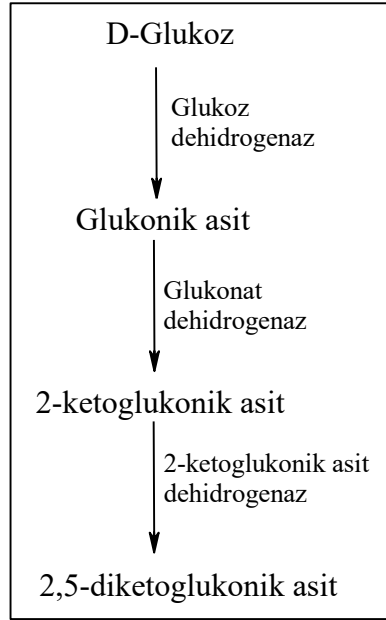 D-Glukoz
Glukoz
dehidrogenaz
Glukonik asit
Glukonat
dehidrogenaz
2-ketoglukonik asit
2-ketoglukonik asit
dehidrogenaz
2,5-diketoglukonik asit